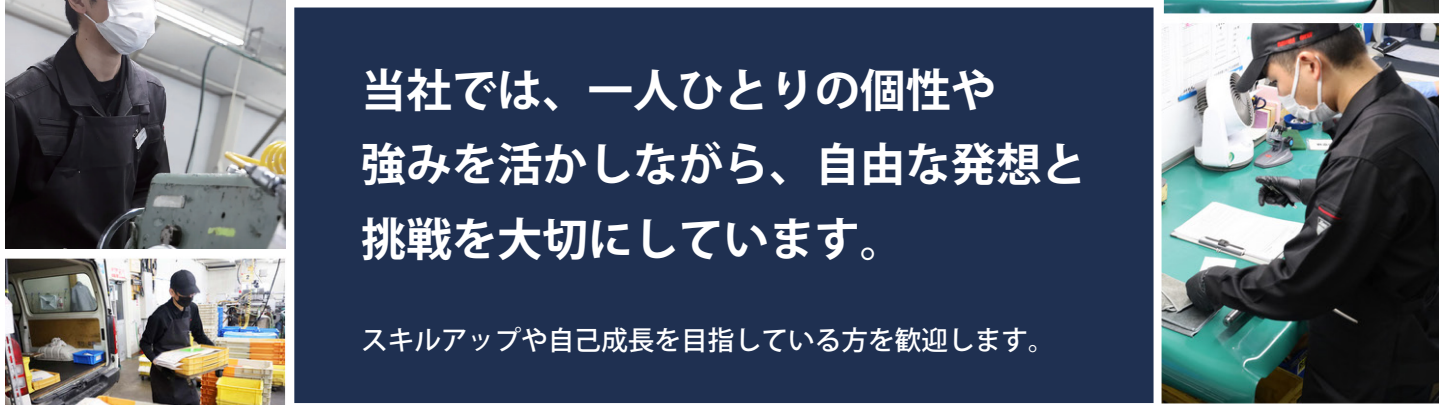 当社では、一人ひとりの個性や
強みを活かしながら、自由な発想と
挑戦を大切にしています。
スキルアップや自己成長を目指している方を歓迎します。